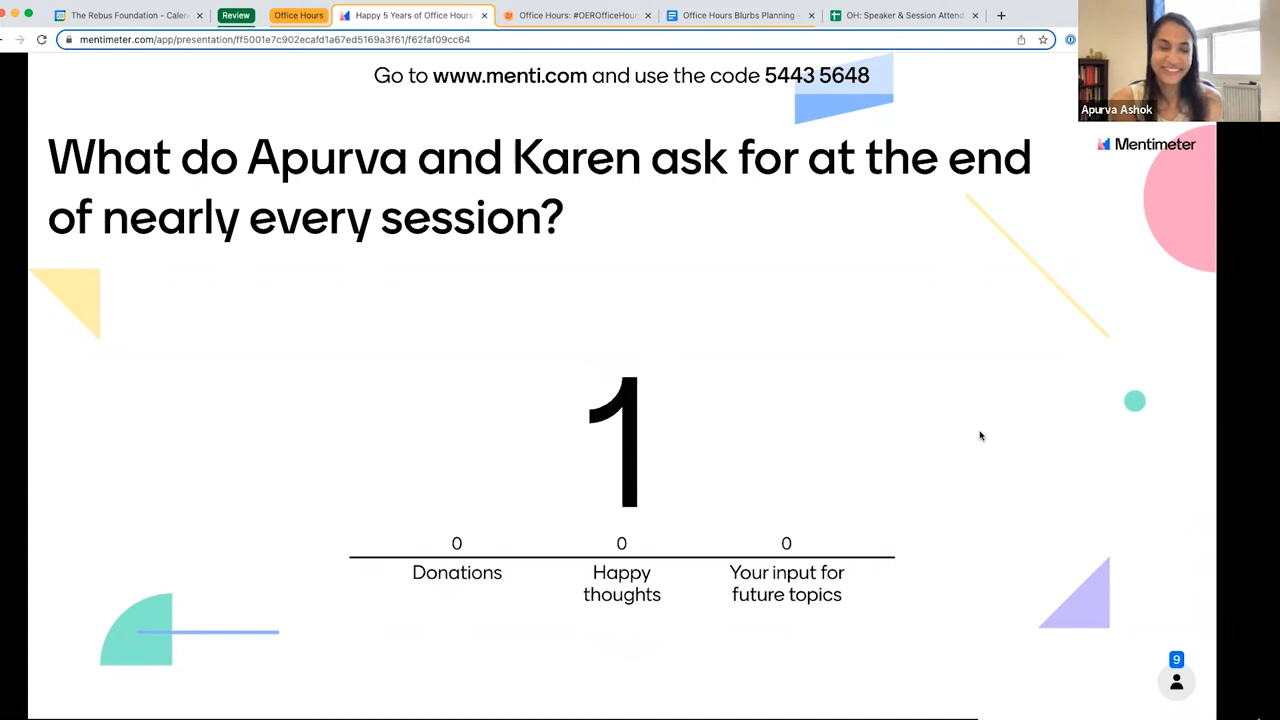 The Rebus Foundation - Calen
Review
Office Hours
Happy 5 Years of Office Hours
Office Hours: #OEROfficeHour
Office Hours Blurbs Planning -
OH: Speaker & Session Attend
mentimeter.com/app/presentation/ff5001e7c902ecafd1a67ed5169a3f61/f62faf09cc64
Apurva Ashok
Go to www.menti.com and use the code 5443 5648
Mentimeter
What do Apurva and Karen ask for at the end
of nearly every session?
1
0 0 0
Donations Happy Your input for
thoughts future topics
9